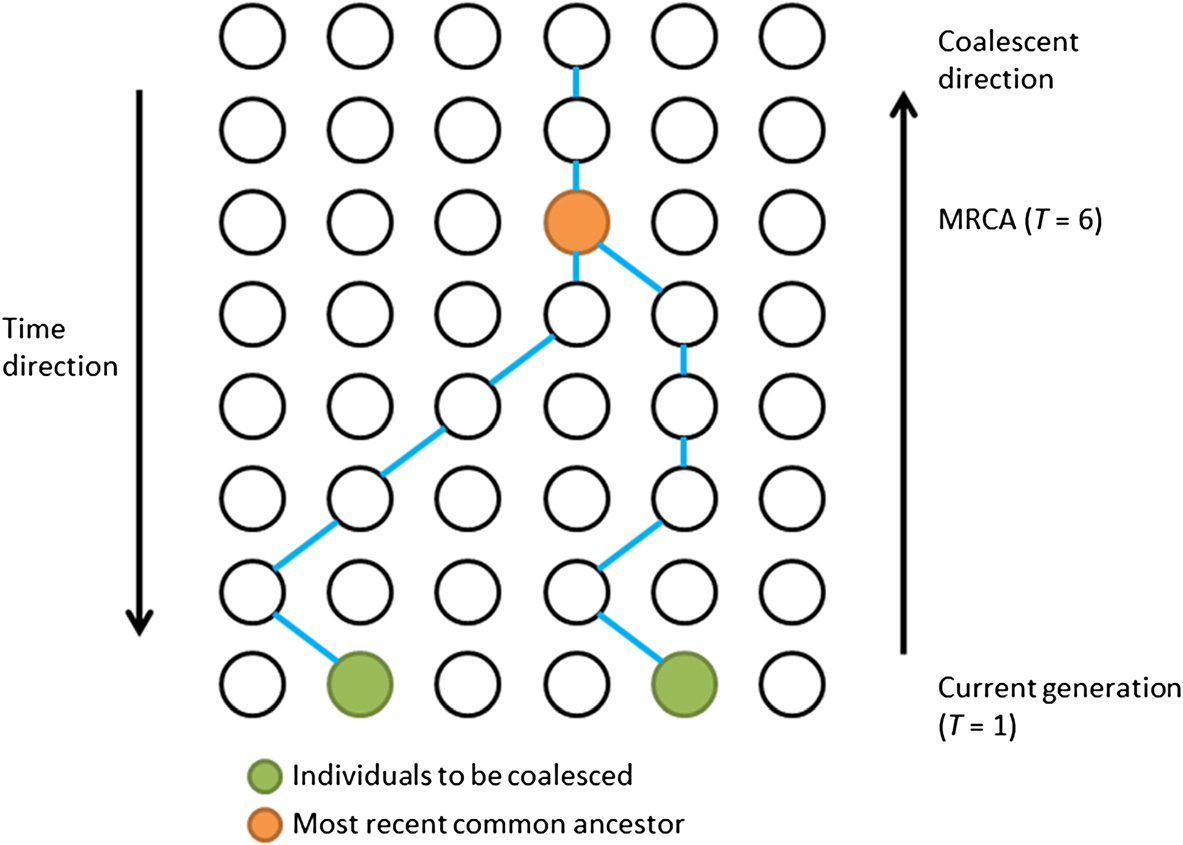 Coalescent
direction
MRCA (T = 6)
Time
direction
Current generation
(T = 1)
Individuals to be coalesced
Most recent common ancestor